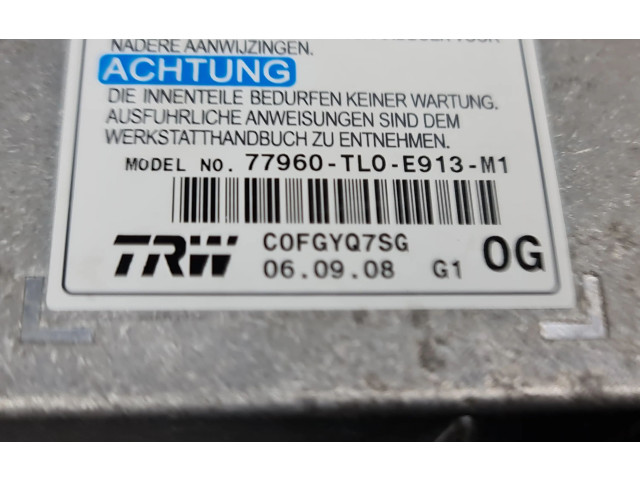 NADERE AANWIJZINGEN.
ACHTUNG
DIE INNENTEILE BEDURFEN KEINER WARTUNG.
AUSFUHRLICHE ANWEISUNGEN SIND DEM
WERKSTATTHANDBUCH ZU ENTNEHMEN.
MODEL NO. 77960-TL0-E913-M1
TRW C0FGYQ7SG 0G
06.09.08 G1